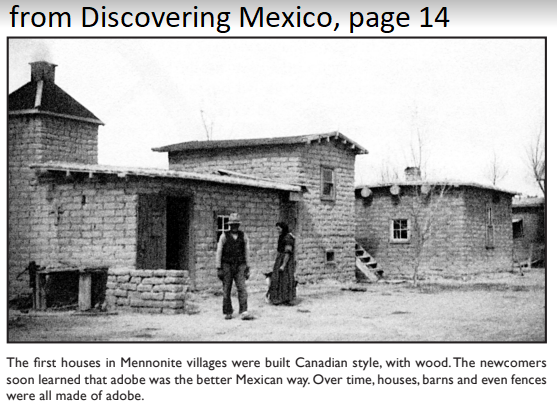 from Discovering Mexico, page 14
The first houses in Mennonite villages were built Canadian style, with wood. The newcomers
soon learned that adobe was the better Mexican way. Over time, houses, barns and even fences
were all made of adobe.